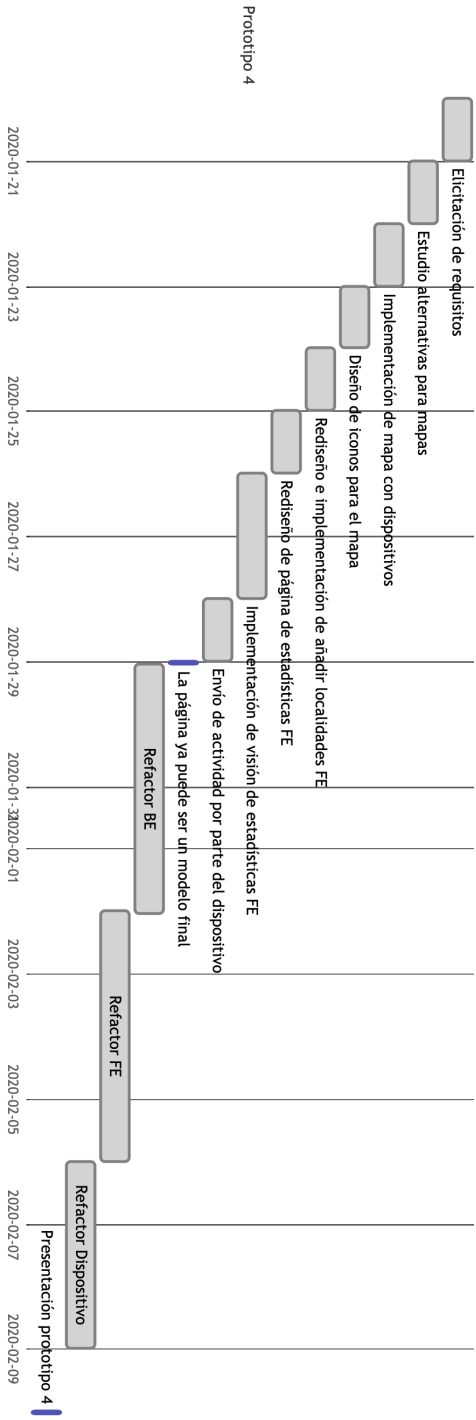 Prototipo 4
Elicitación de requisitos
Estudio alternativas para mapas
Implementación de mapa con dispositivos
Diseño de iconos para el mapa
Rediseño e implementación de añadir localidades FE
Rediseño de página de estadísticas FE
Implementación de visión de estadísticas FE
Envío de actividad por parte del dispositivo
La página ya puede ser un modelo final
Refactor BE
Refactor FE
Refactor Dispositivo
Presentación prototipo 4
2020-01-21
2020-01-23
2020-01-25
2020-01-27
2020-01-29
2020-01-31
2020-02-01
2020-02-03
2020-02-05
2020-02-07
2020-02-09